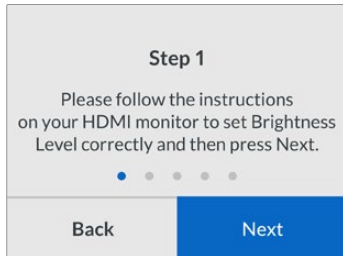 Step 1
Please follow the instructions
on your HDMI monitor to set Brightness
Level correctly and then press Next.
Back
Next